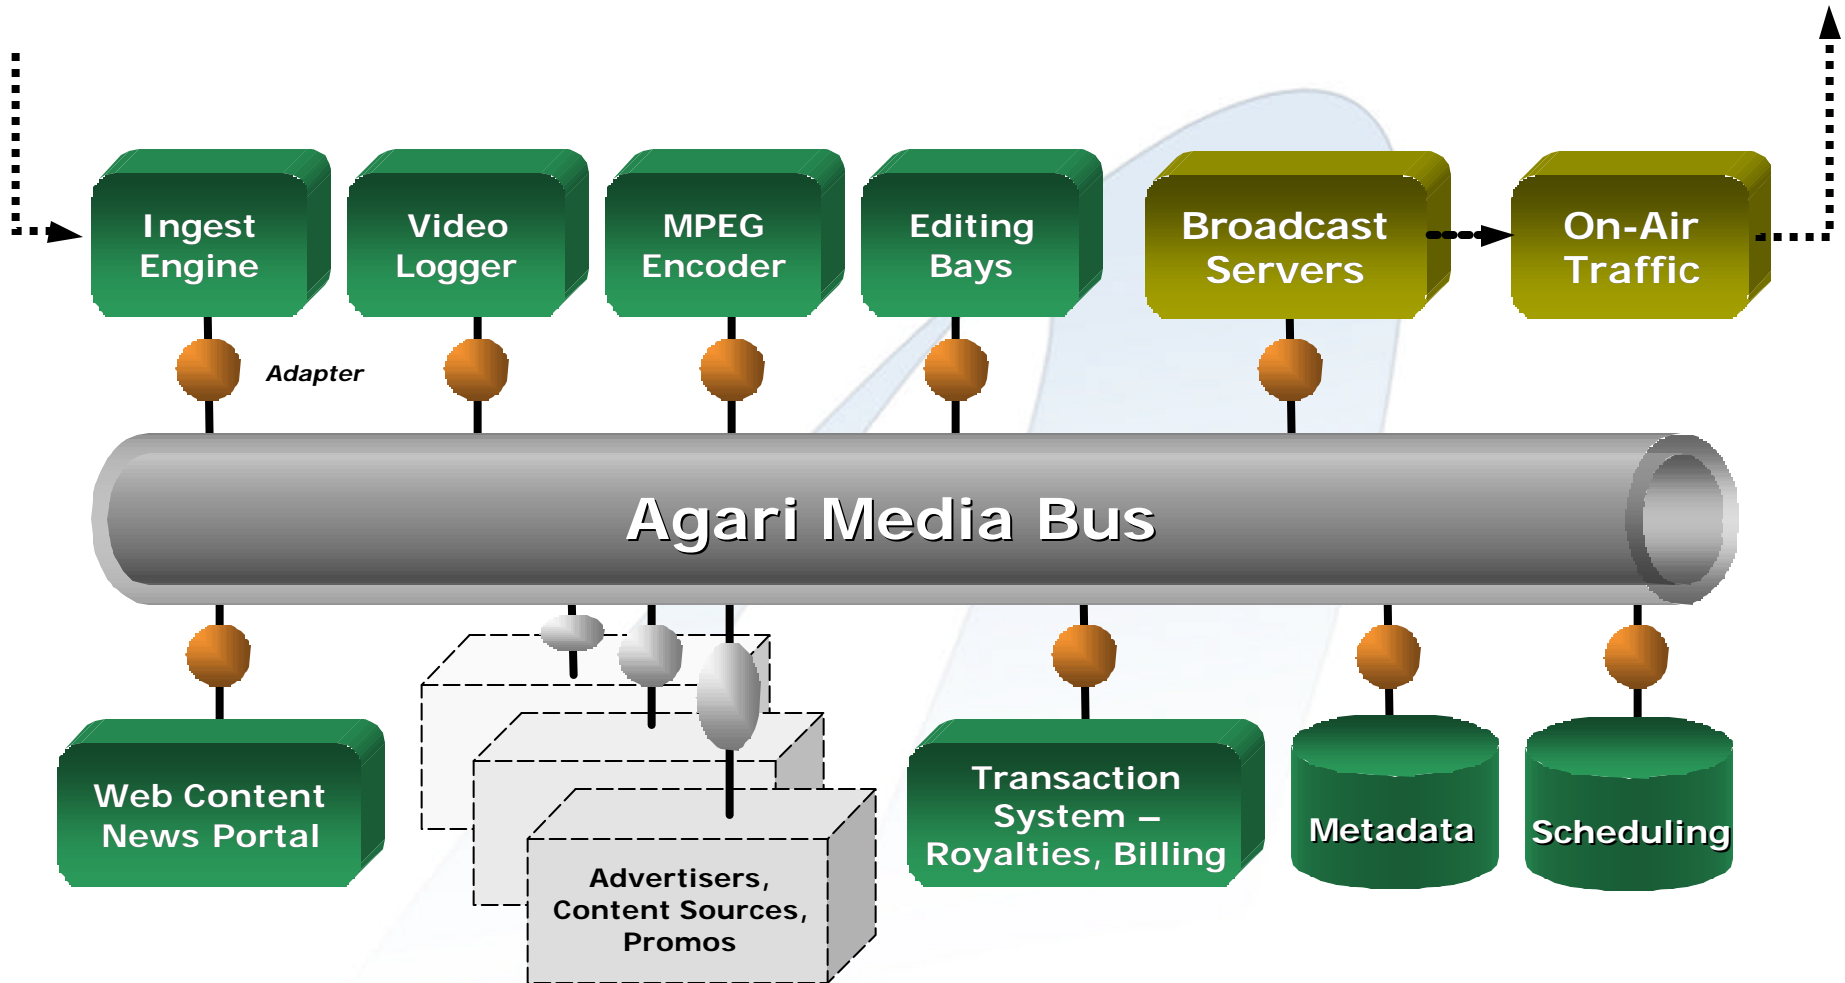 Ingest
Engine
Video
Logger
MPEG
Encoder
Editing
Bays
Broadcast
Servers
On-Air
Traffic
Adapter
Agari Media Bus
Web Content
News Portal
Advertisers,
Content Sources,
Promos
Transaction
System –
Royalties, Billing
Metadata
Scheduling